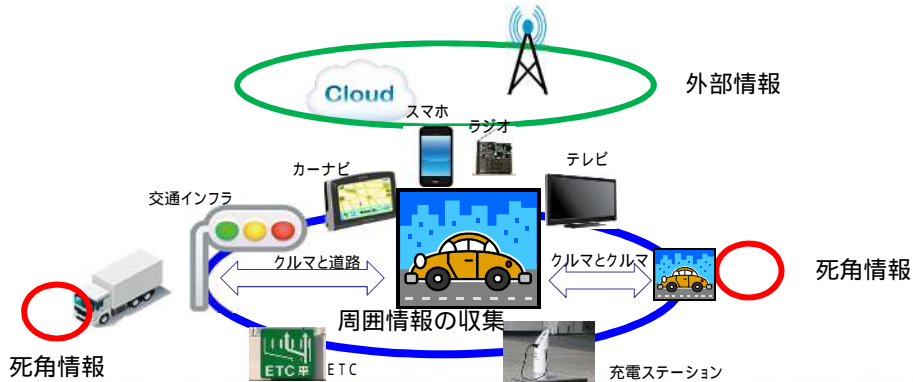 外部情報
Cloud
スマホ
ラジオ
カーナビ
テレビ
交通インフラ
クルマと道路
クルマとクルマ
死角情報
周囲情報の収集
死角情報
ETC車
ETC
充電ステーション